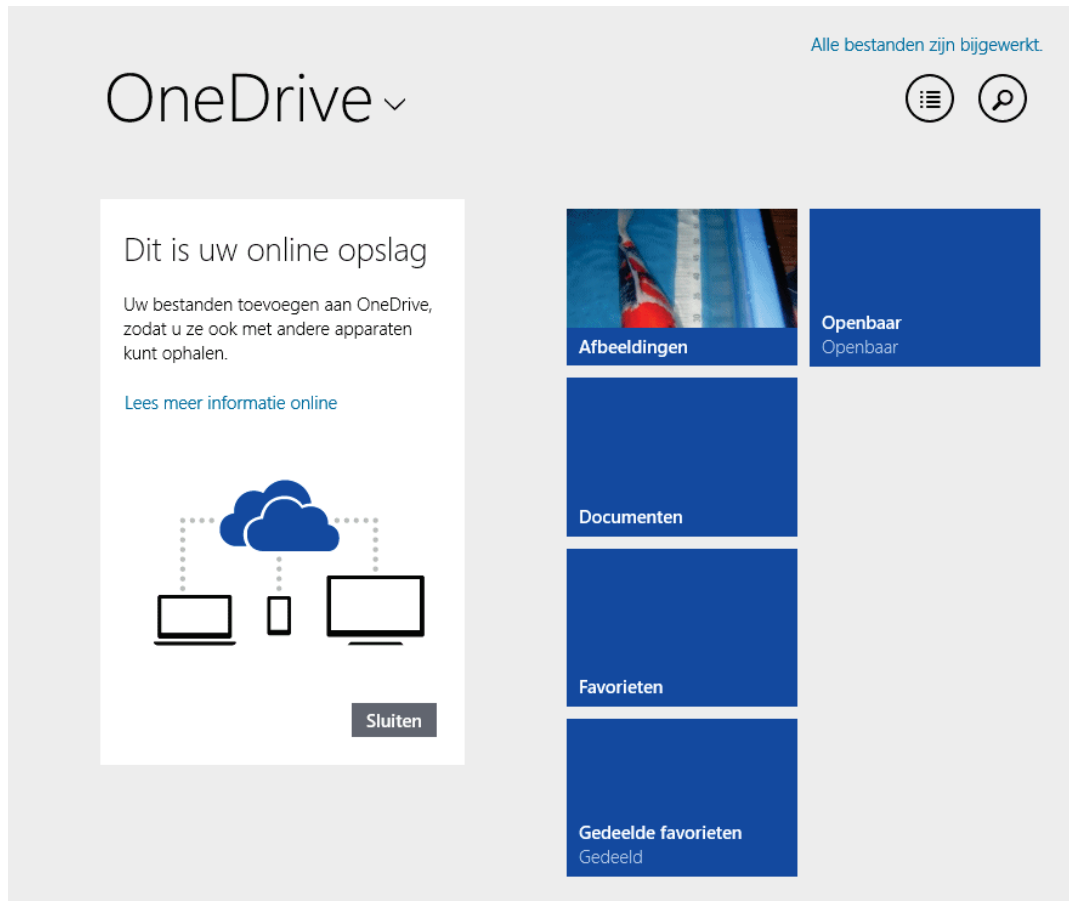 Alle bestanden zijn bijgewerkt.
OneDrive
Dit is uw online opslag
Uw bestanden toevoegen aan OneDrive,
zodat u ze ook met andere apparaten
kunt ophalen.
Lees meer informatie online
Sluiten
Afbeeldingen
Openbaar
Openbaar
Documenten
Favorieten
Gedeelde favorieten
Gedeeld